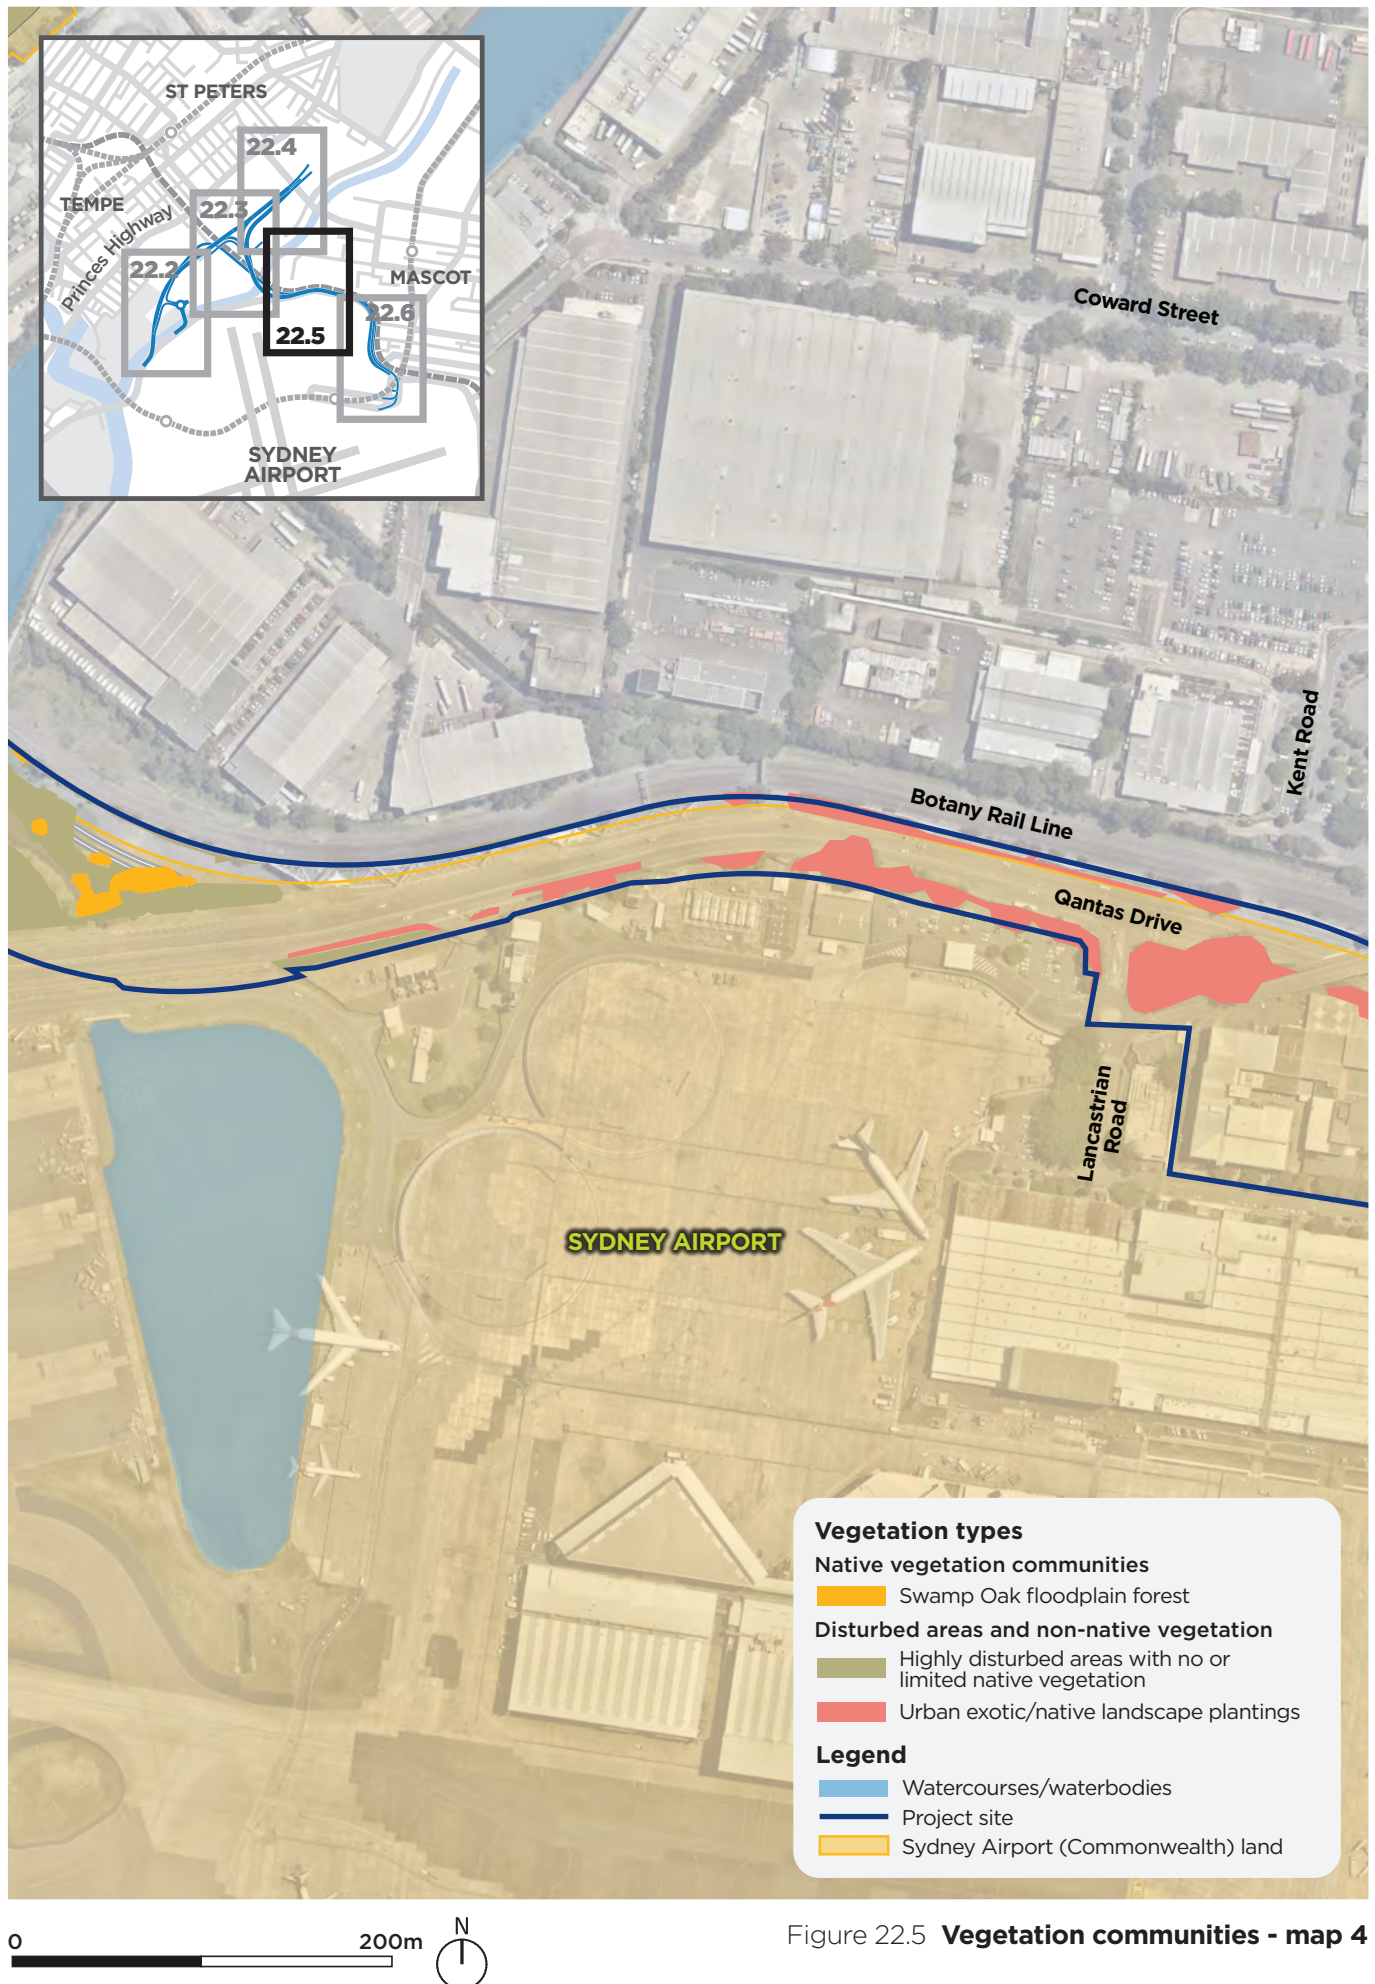 ST PETERS
22.4
TEMPE
22.3
Princes Highway
22.2
MASCOT
22.6
22.5
SYDNEY
AIRPORT
Coward Street
Kent Road
Botany Rail Line
Qantas Drive
Lancastrian
Road
SYDNEY AIRPORT
Vegetation types
Native vegetation communities
Swamp Oak floodplain forest
Disturbed areas and non-native vegetation
Highly disturbed areas with no or
limited native vegetation
Urban exotic/native landscape plantings
Legend
Watercourses/waterbodies
Project site
Sydney Airport (Commonwealth) land
0 200m
N
Figure 22.5 Vegetation communities - map 4